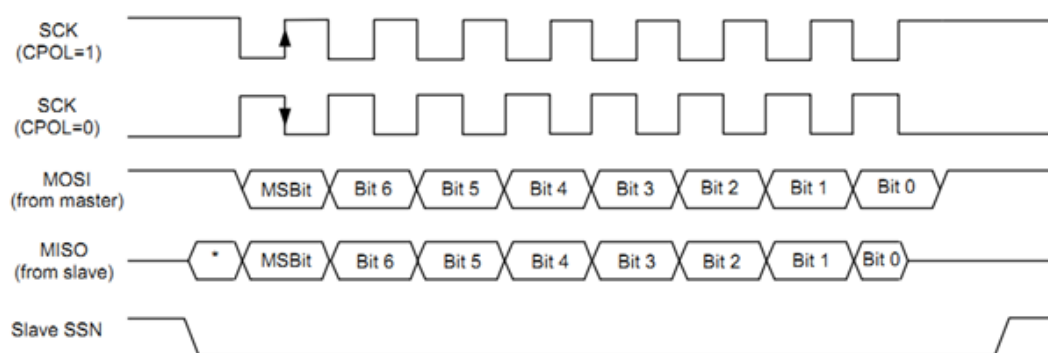 SCK
(CPOL=1)
SCK
(CPOL=0)
MOSI
(from master)
MSBit Bit 6 Bit 5 Bit 4 Bit 3 Bit 2 Bit 1 Bit 0
MISO
(from slave)
* MSBit Bit 6 Bit 5 Bit 4 Bit 3 Bit 2 Bit 1 Bit 0
Slave SSN